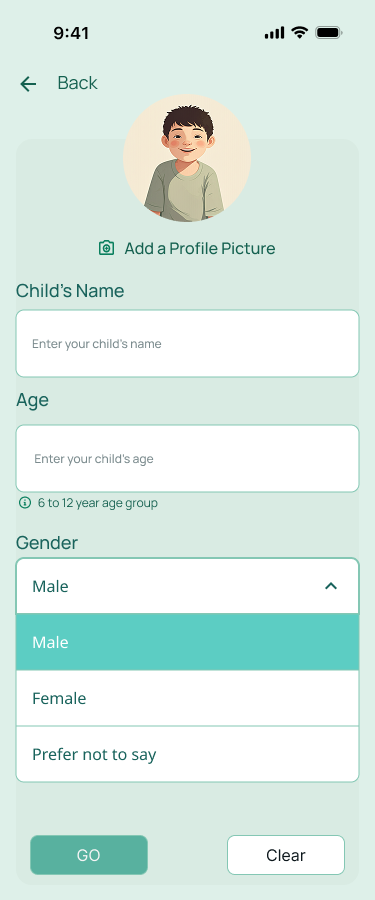 9:41
Back
Add a Profile Picture
Child's Name
Enter your child's name
Age
Enter your child's age
6 to 12 year age group
Gender
Male
Male
Female
Prefer not to say
GO
Clear